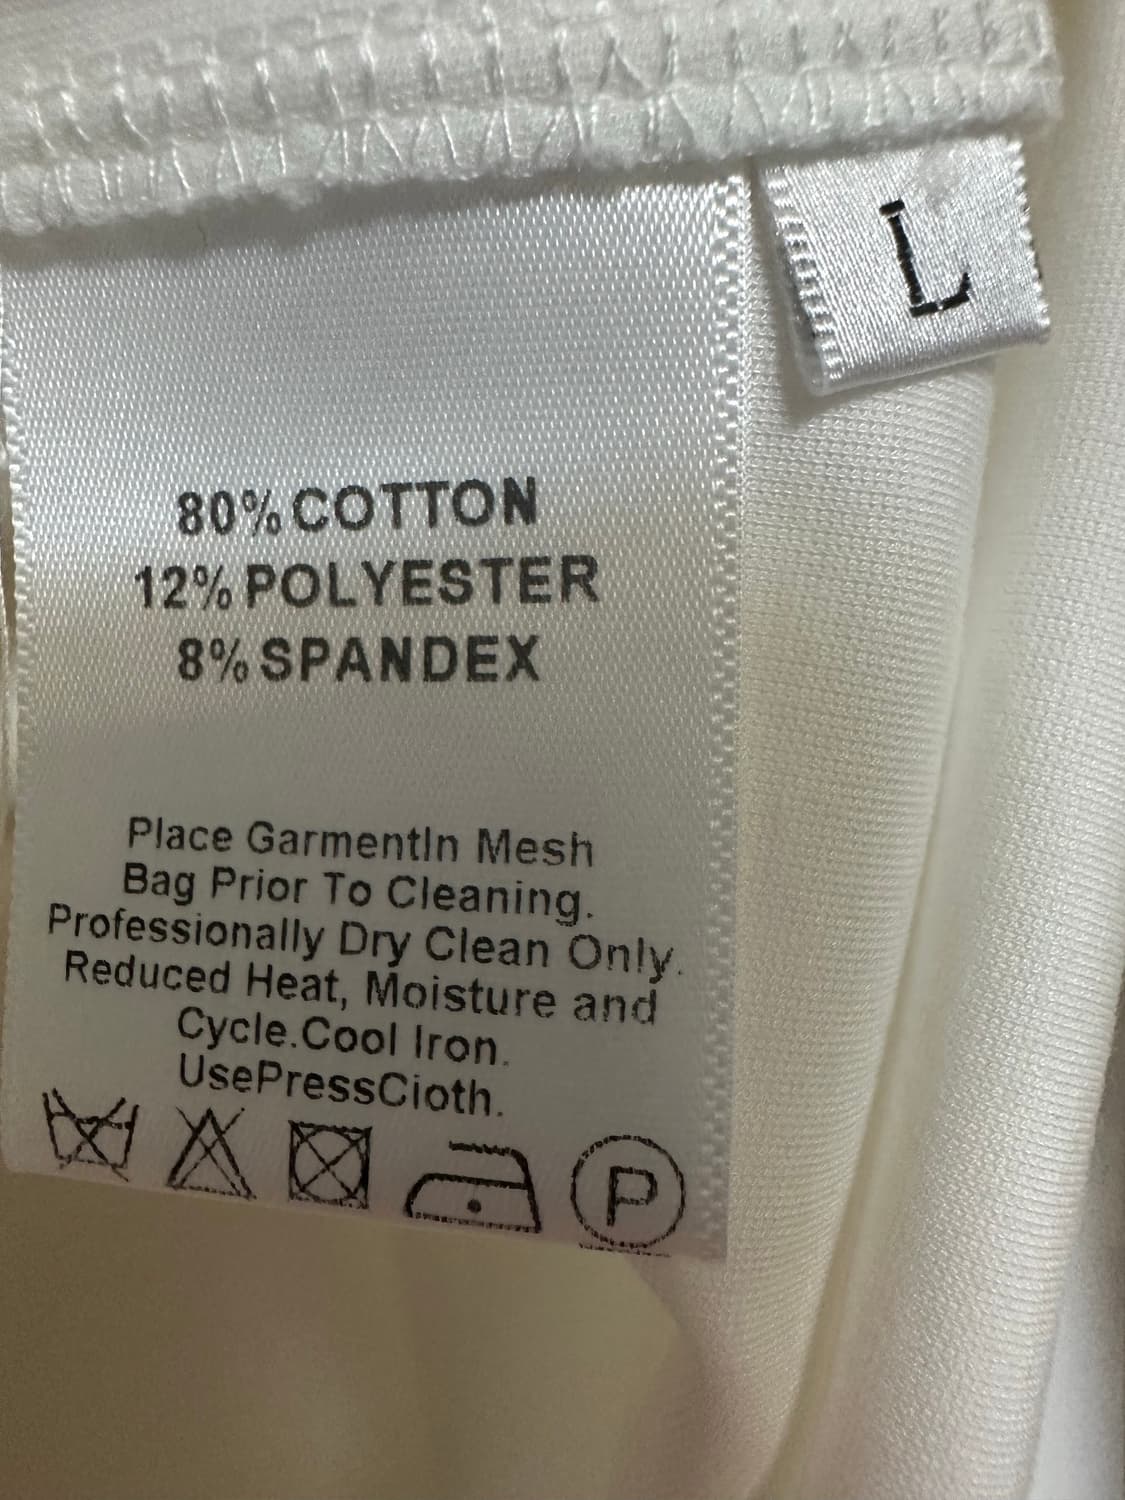 L
80% COTTON
12% POLYESTER
8% SPANDEX
Place GarmentIn Mesh
Bag Prior To Cleaning.
Professionally Dry Clean Only.
Reduced Heat, Moisture and
Cycle.Cool Iron.
UsePressCioth.
P